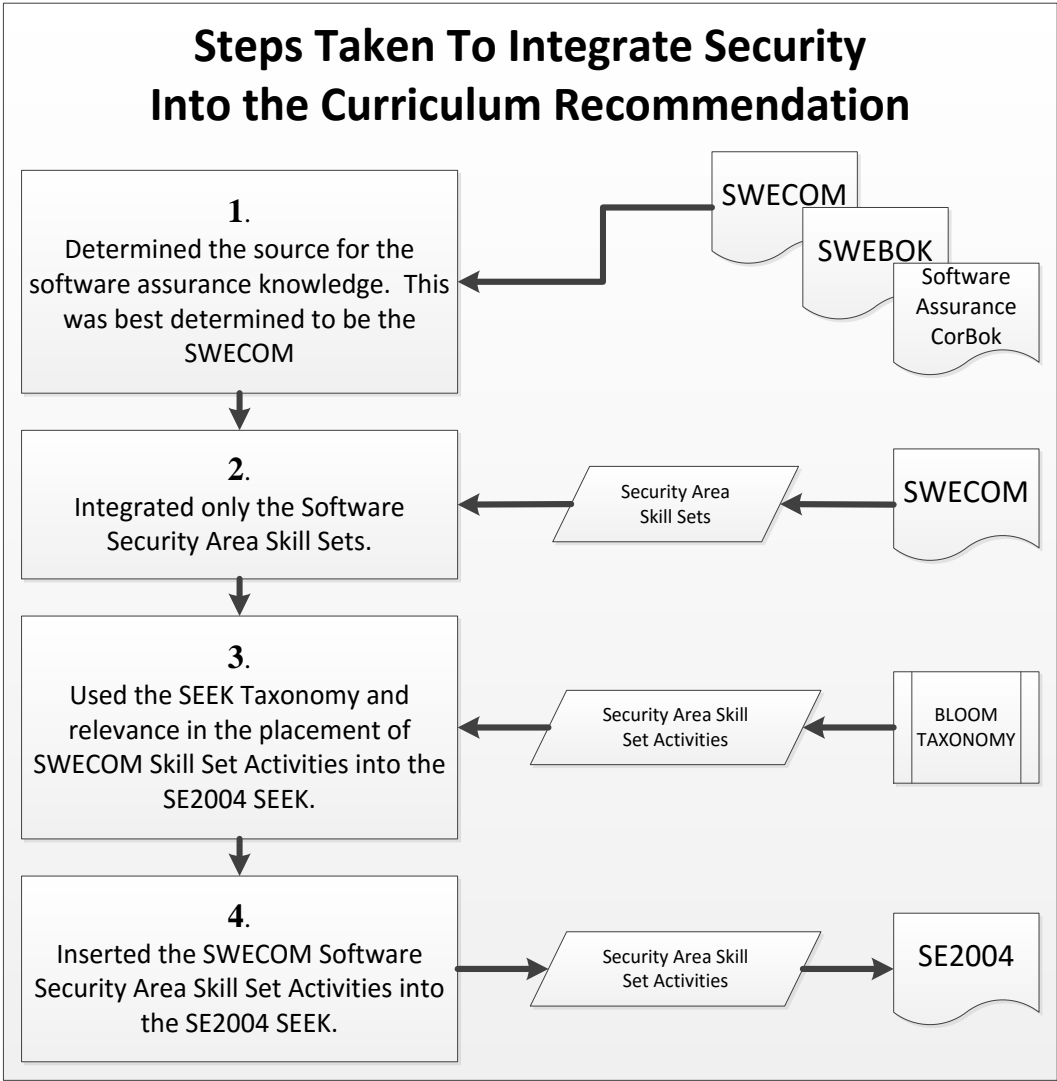 Steps Taken To Integrate Security
Into the Curriculum Recommendation
1.
Determined the source for the
software assurance knowledge.  This
was best determined to be the
SWECOM
SWECOM
SWEBOK
Software
Assurance
CorBok
2.
Integrated only the Software
Security Area Skill Sets.
Security Area
Skill Sets
SWECOM
3.
Used the SEEK Taxonomy and
relevance in the placement of
SWECOM Skill Set Activities into the
SE2004 SEEK.
Security Area Skill
Set Activities
BLOOM
TAXONOMY
4.
Inserted the SWECOM Software
Security Area Skill Set Activities into
the SE2004 SEEK.
Security Area Skill
Set Activities
SE2004